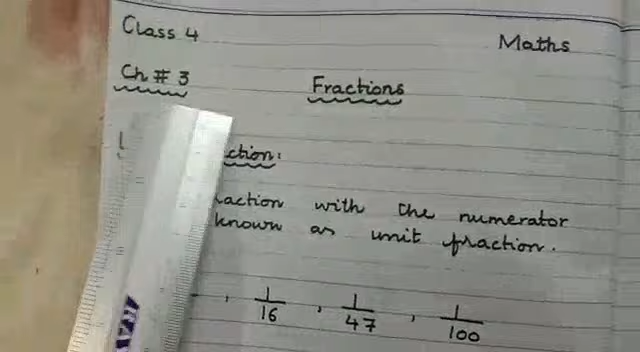 Class 4
Maths
Ch # 3
Fractions
ction:
action with the numerator
known as unit fraction.
, 1/16 , 1/47 , 1/100